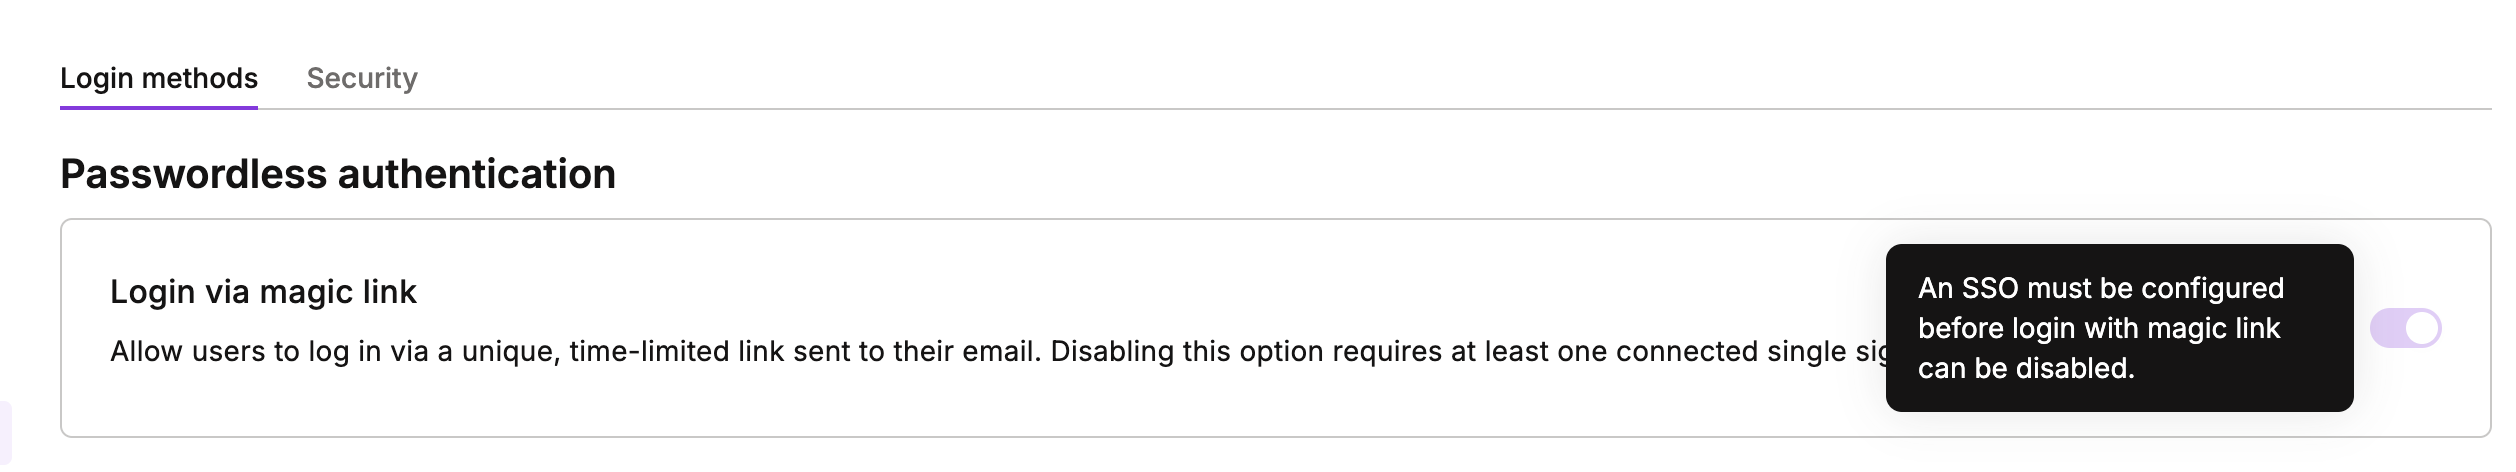 Login methods
Security
Passwordless authentication
Login via magic link
Allow users to log in via a unique, time-limited link sent to their email. Disabling this option requires at least one connected single
An SSO must be configured
before login with magic link
can be disabled.